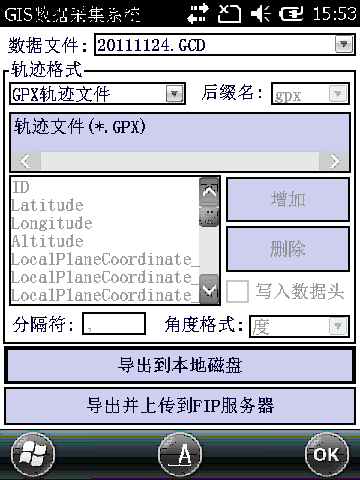 GIS数据采集系统 15:53
数据文件: 20111124.GCD
轨迹格式
GPX轨迹文件 后缀名: gpx
轨迹文件(*.GPX)
ID
Latitude
Longitude
Altitude
LocalPlaneCoordinate_
LocalPlaneCoordinate_
LocalPlaneCoordinate_
增加
删除
写入数据头
分隔符: , 角度格式: 度
导出到本地磁盘
导出并上传到FIP服务器
A OK